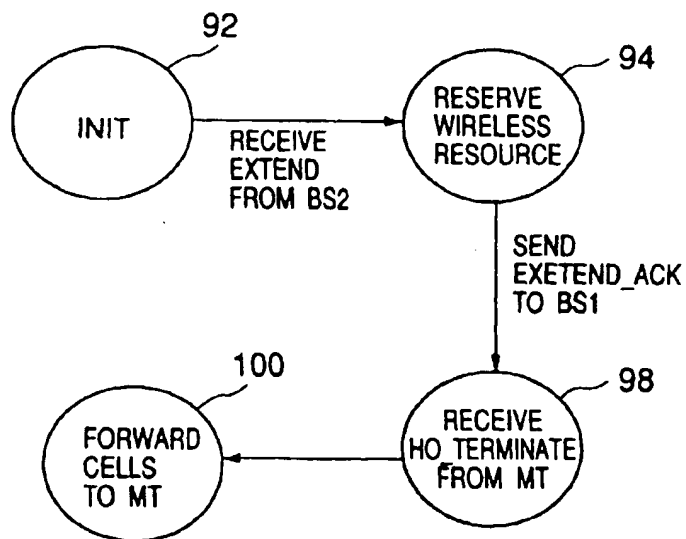 92
INIT
RECEIVE
EXTEND
FROM BS2
94
RESERVE
WIRELESS
RESOURCE
SEND
EXETEND_ACK
TO BS1
98
RECEIVE
HO_TERMINATE
FROM MT
100
FORWARD
CELLS
TO MT